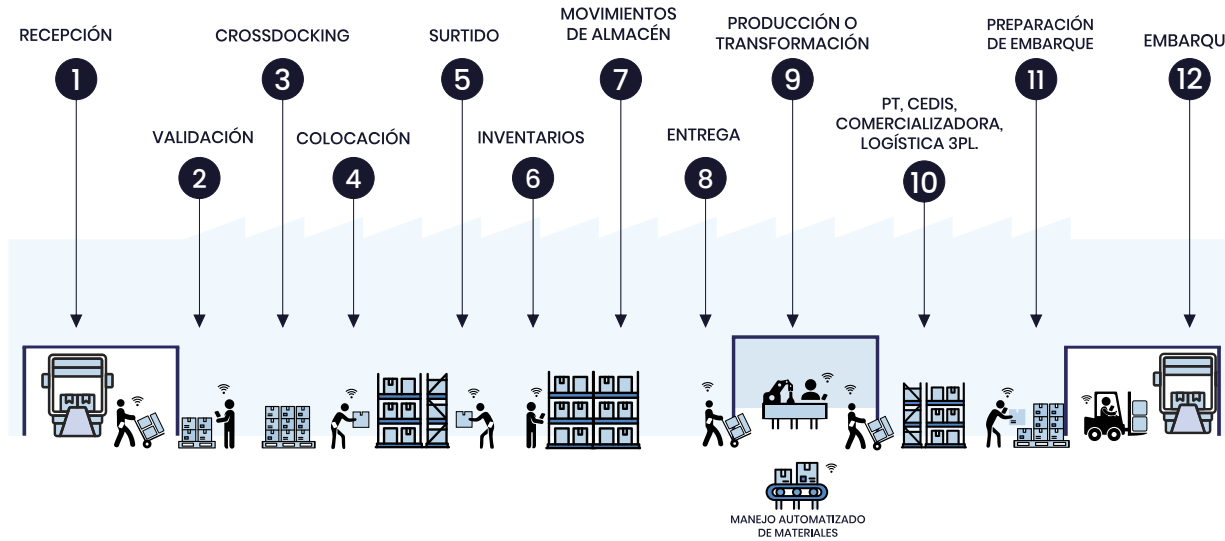 RECEPCIÓN
1
VALIDACIÓN
2
CROSSDOCKING
3
COLOCACIÓN
4
SURTIDO
5
INVENTARIOS
6
MOVIMIENTOS
DE ALMACÉN
7
ENTREGA
8
PRODUCCIÓN O
TRANSFORMACIÓN
9
PT, CEDIS,
COMERCIALIZADORA,
LOGÍSTICA 3PL.
10
PREPARACIÓN
DE EMBARQUE
11
EMBARQU
12
MANEJO AUTOMATIZADO
DE MATERIALES